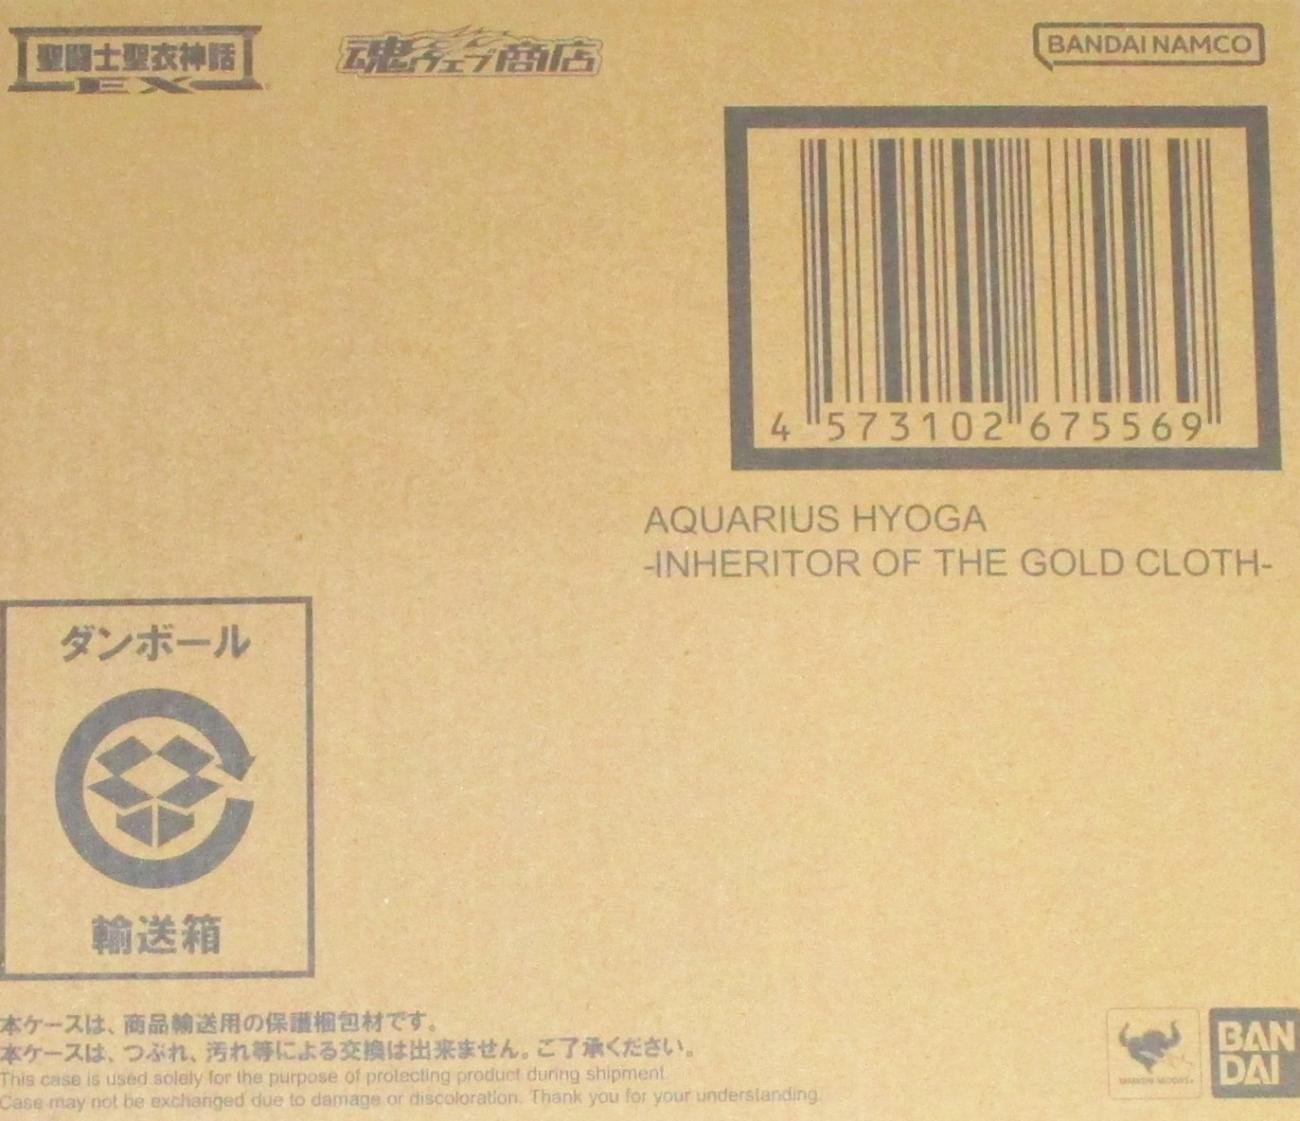 聖闘士聖衣神話
EX
魂ウェブ商店
BANDAI NAMCO
4 573102 675569
AQUARIUS HYOGA
-INHERITOR OF THE GOLD CLOTH-
ダンボール
輸送箱
本ケースは、商品輸送用の保護梱包材です。
本ケースは、つぶれ、汚れ等による交換は出来ません。ご了承ください。
This case is used solely for the purpose of protecting product during shipment.
Case may not be exchanged due to damage or discoloration. Thank you for your understanding.
BAN
DAI